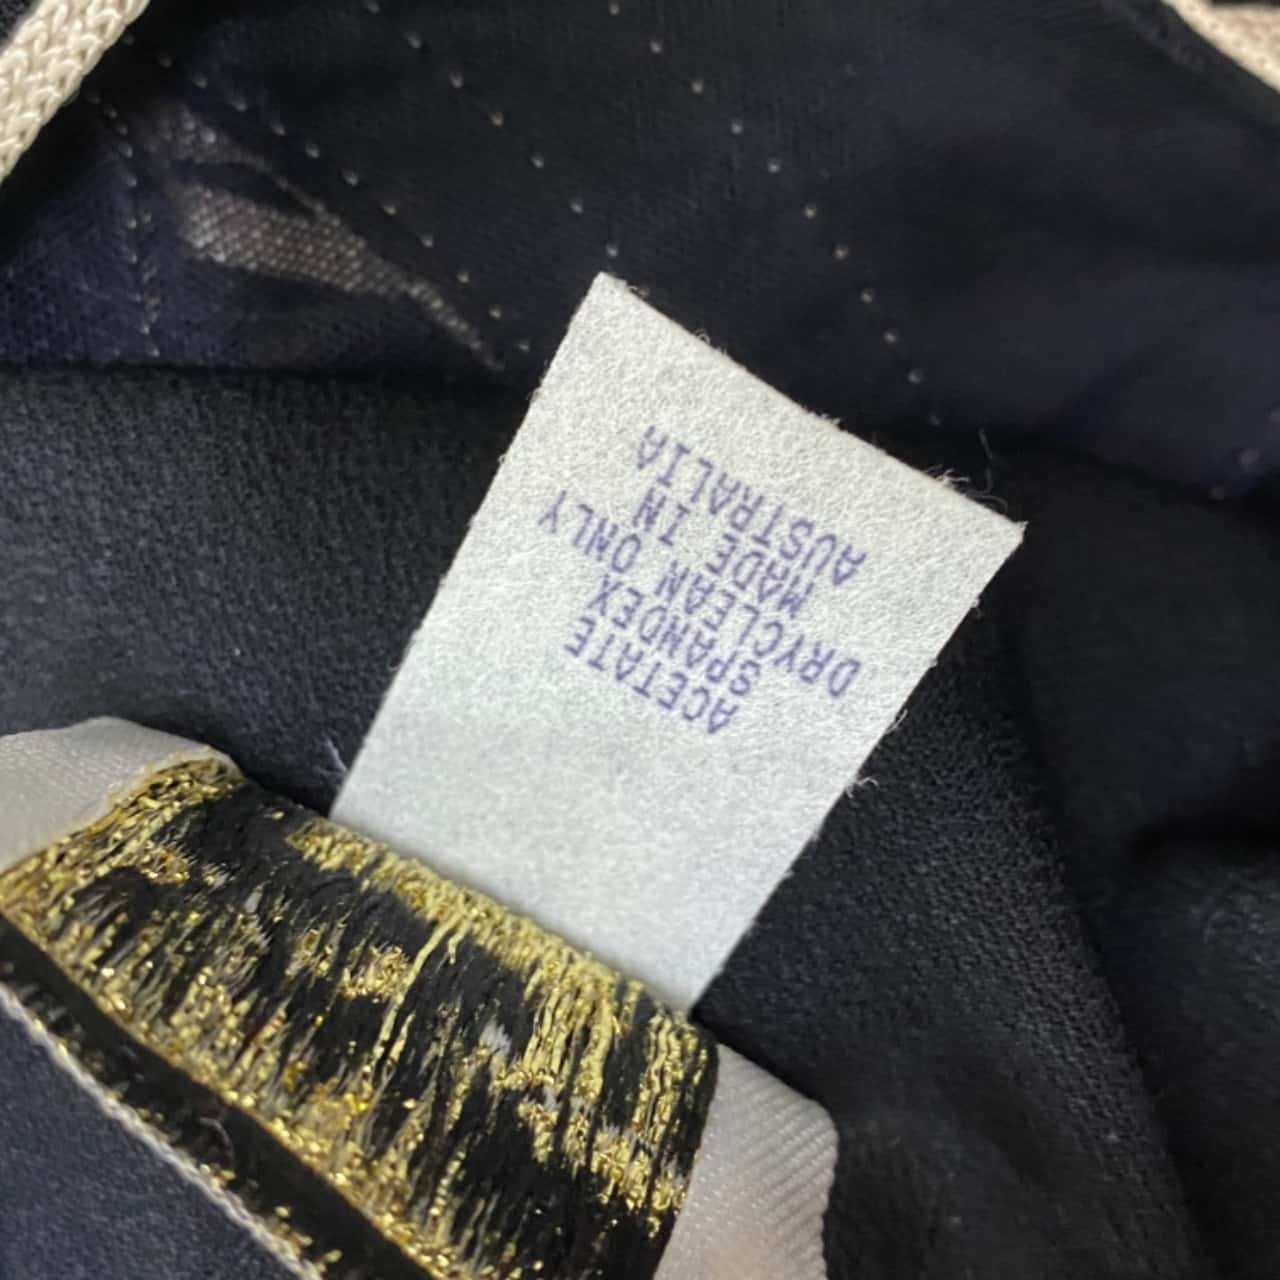 ACETATE
SPANDEX
DRYCLEAN ONLY
MADE IN
AUSTRALIA